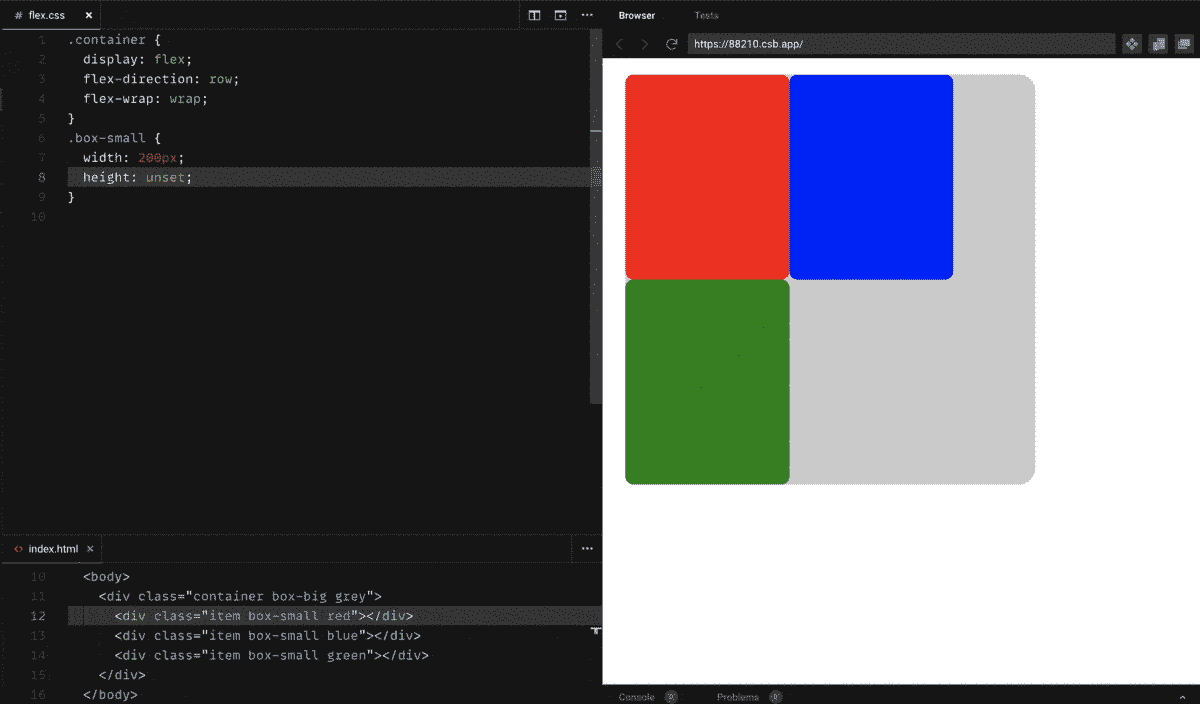 # flex.css ×
1 .container {
2 display: flex;
3 flex-direction: row;
4 flex-wrap: wrap;
5 }
6 .box-small {
7 width: 200px;
8 height: unset;
9 }
10
<> index.html ×
10 <body>
11 <div class="container box-big grey">
12 <div class="item box-small red"></div>
13 <div class="item box-small blue"></div>
14 <div class="item box-small green"></div>
15 </div>
16 </body>
Browser Tests
https://88210.csb.app/
Console Problems